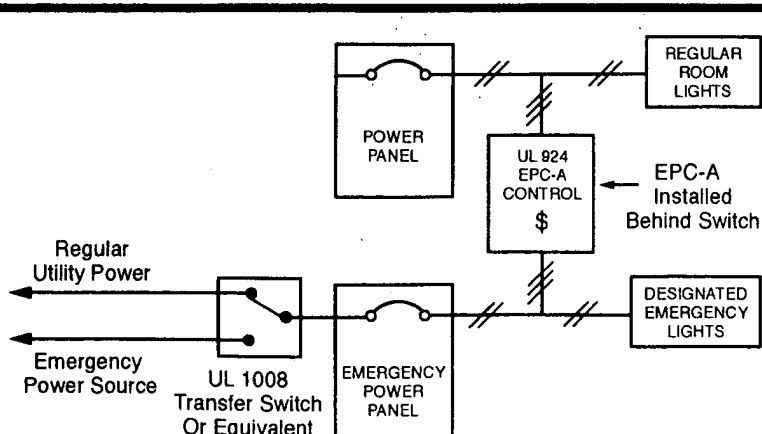 REGULAR
ROOM
LIGHTS
POWER
PANEL
UL 924
EPC-A
CONTROL
$
EPC-A
Installed
Behind Switch
Regular
Utility Power
DESIGNATED
EMERGENCY
LIGHTS
Emergency
Power Source
UL 1008
Transfer Switch
Or Equivalent
EMERGENCY
POWER
PANEL